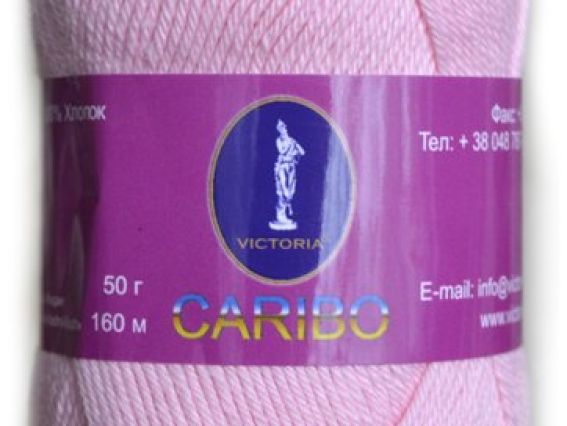 % Хлопок
VICTORIA
50 г
160 м
CARIBO
Факс:
Тел: + 38 048
E-mail: info@
www.